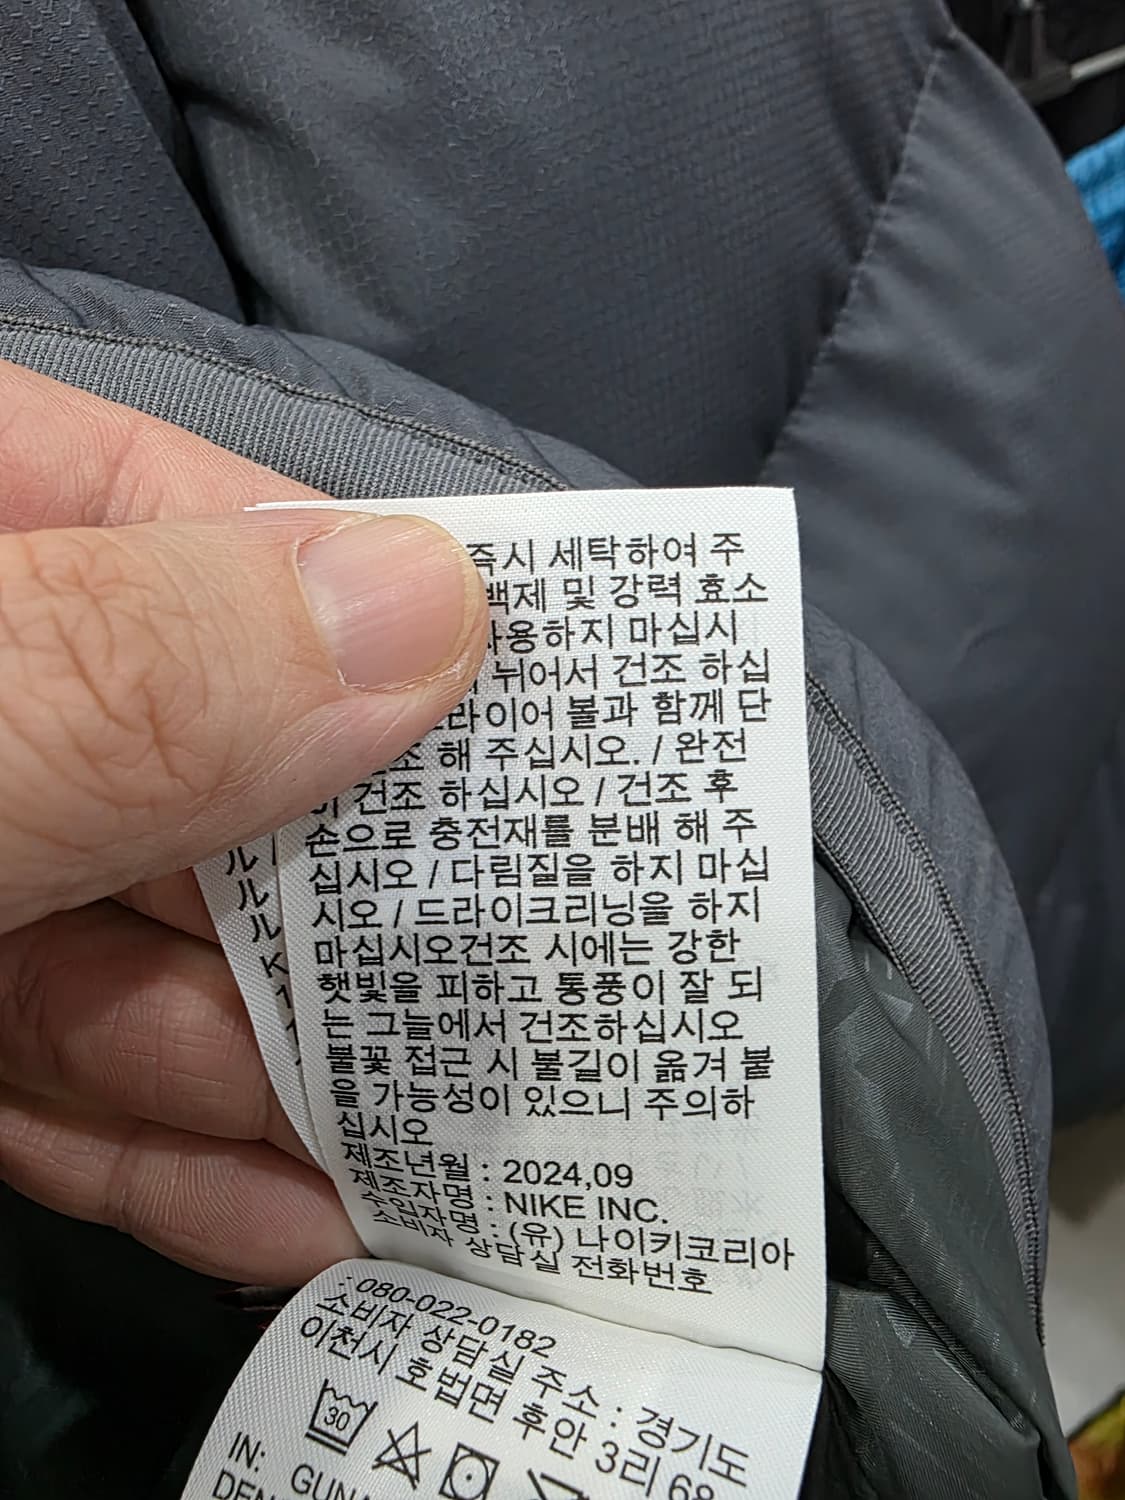 즉시 세탁하여 주
백제 및 강력 효소
사용하지 마십시
뉘어서 건조 하십
드라이어 볼과 함께 단
건조 해 주십시오. / 완전
히 건조 하십시오 / 건조 후
손으로 충전재를 분배 해 주
십시오 / 다림질을 하지 마십
시오 / 드라이크리닝을 하지
마십시오건조 시에는 강한
햇빛을 피하고 통풍이 잘 되
는 그늘에서 건조하십시오
불꽃 접근 시 불길이 옮겨 붙
을 가능성이 있으니 주의하
십시오
제조년월 : 2024,09
제조자명 : NIKE INC.
수입자명 : (유) 나이키코리아
소비자 상담실 전화번호
: 080-022-0182
소비자 상담실 주소 : 경기도
이천시 호법면 후안 3리 68
30
IN: